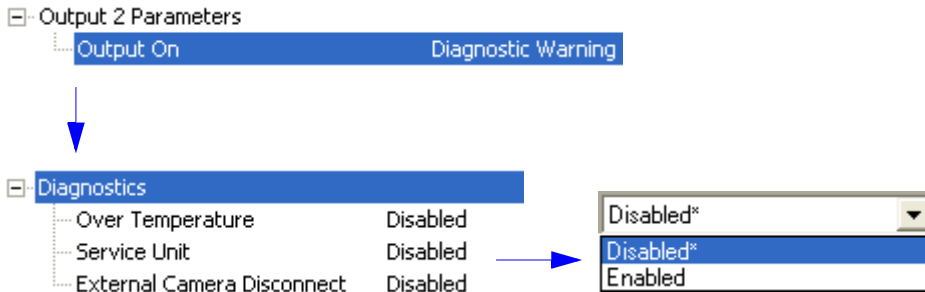 Output 2 Parameters
Output On Diagnostic Warning
Diagnostics
Over Temperature Disabled
Service Unit Disabled
External Camera Disconnect Disabled
Disabled*
Disabled*
Enabled